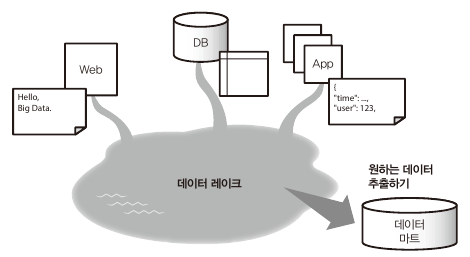 Web
Hello,
Big Data.
DB
App
{
"time": ...,
"user": 123,
데이터 레이크
원하는 데이터
추출하기
데이터
마트